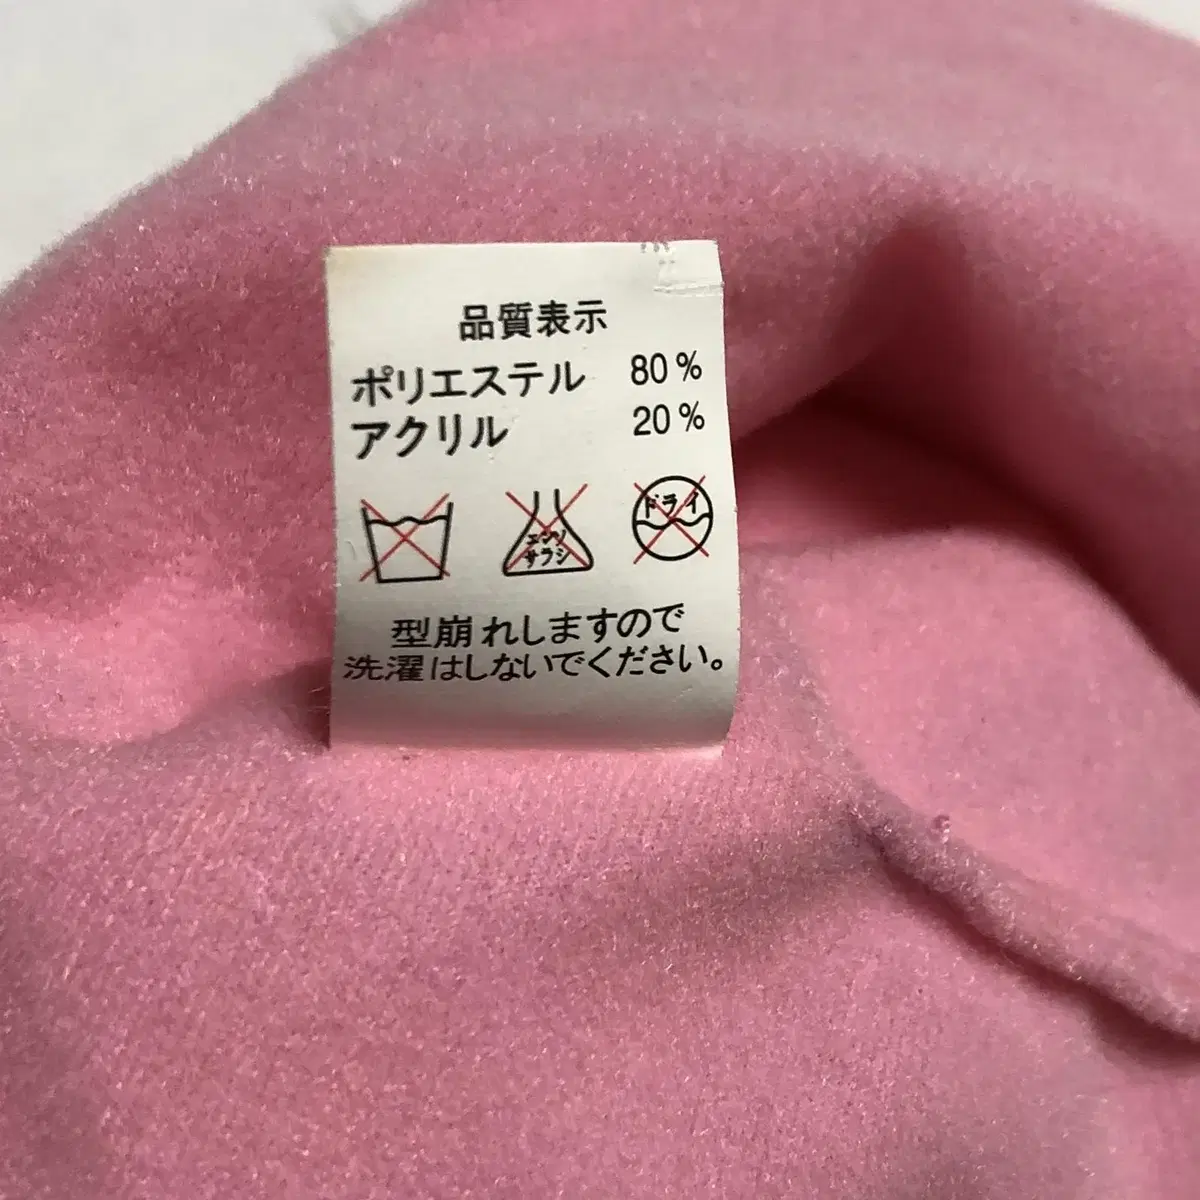 品質表示
ポリエステル 80%
アクリル 20%
エンソ
サラシ
ドライ
型崩れしますので
洗濯はしないでください。